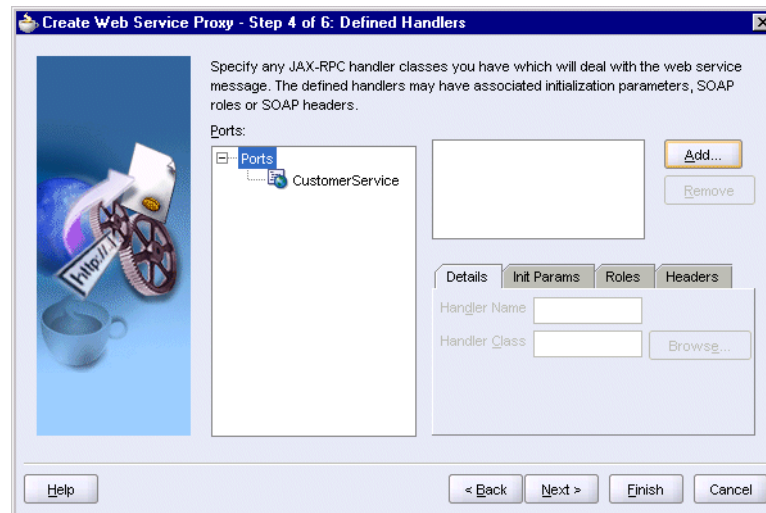 Create Web Service Proxy - Step 4 of 6: Defined Handlers
Specify any JAX-RPC handler classes you have which will deal with the web service
message. The defined handlers may have associated initialization parameters, SOAP
roles or SOAP headers.
Ports:
Ports
CustomerService
Add...
Remove
Details
Init Params
Roles
Headers
Handler Name
Handler Class
Browse...
http://
Help
< Back
Next >
Finish
Cancel